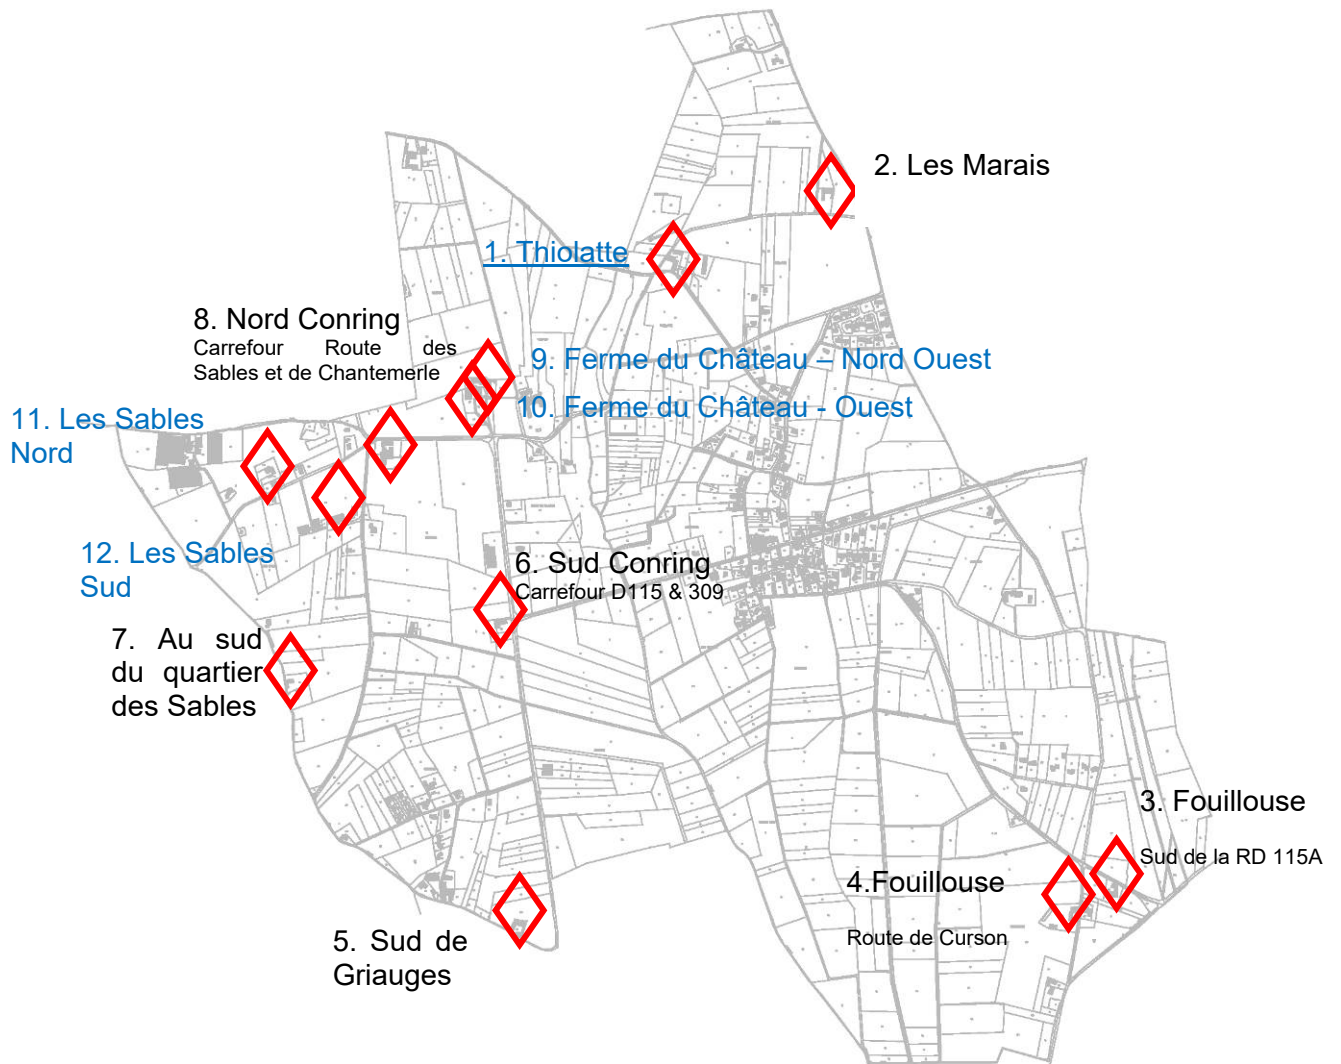 2. Les Marais
1. Thiolatte
8. Nord Conring
Carrefour Route des
Sables et de Chantemerle
9. Ferme du Château – Nord Ouest
10. Ferme du Château - Ouest
11. Les Sables
Nord
12. Les Sables
Sud
6. Sud Conring
Carrefour D115 & 309
7. Au sud
du quartier
des Sables
3. Fouillouse
Sud de la RD 115A
4.Fouillouse
Route de Curson
5. Sud de
Griauges